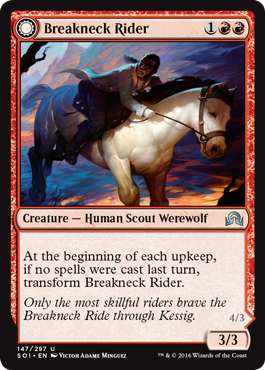 Breakneck Rider 1
Creature — Human Scout Werewolf
At the beginning of each upkeep,
if no spells were cast last turn,
transform Breakneck Rider.
Only the most skillful riders brave the
Breakneck Ride through Kessig.
4/3
3/3
147/297 U
SOI • EN Victor Adame Minguez
™ & © 2016 Wizards of the Coast